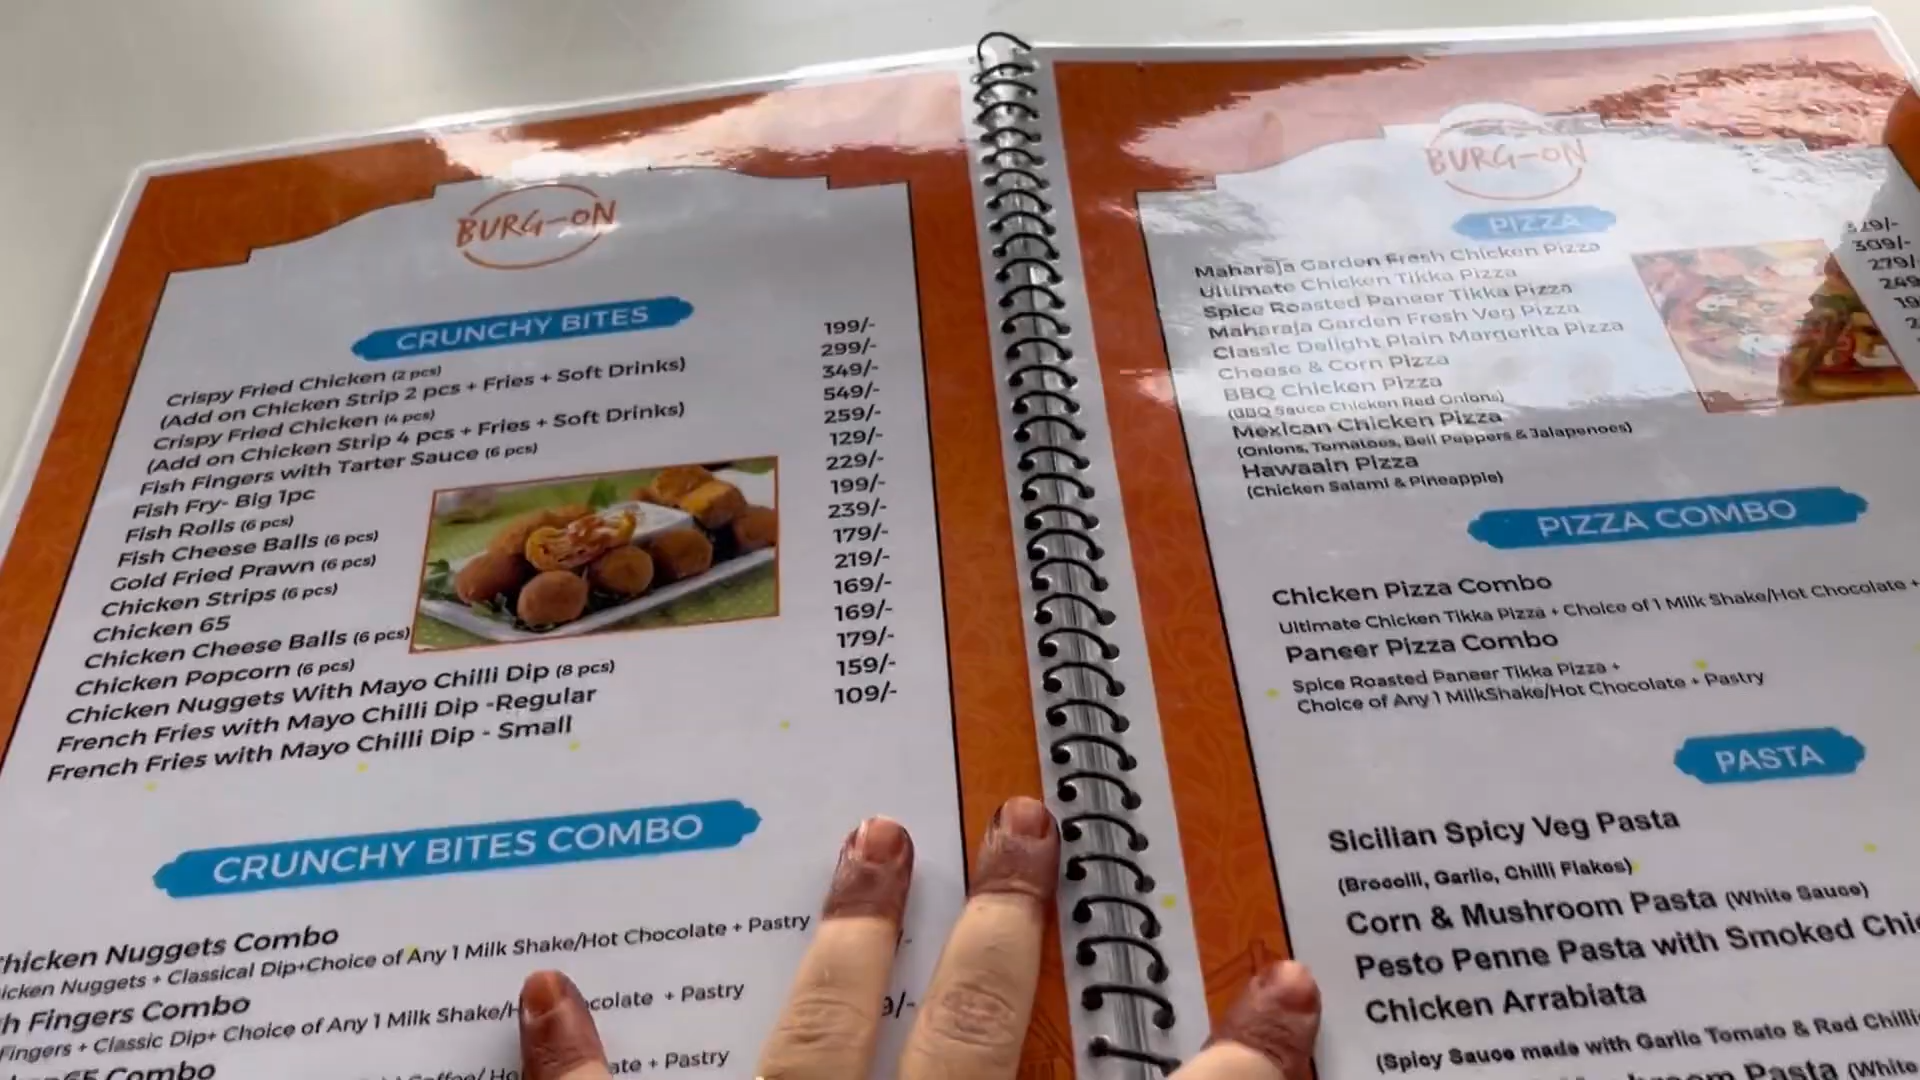 BURG-ON
CRUNCHY BITES
Crispy Fried Chicken (2 pcs) 199/-
(Add on Chicken Strip 2 pcs + Fries + Soft Drinks) 299/-
Crispy Fried Chicken (4 pcs) 349/-
(Add on Chicken Strip 4 pcs + Fries + Soft Drinks) 549/-
Fish Fingers with Tarter Sauce (6 pcs) 259/-
Fish Fry- Big 1pc 129/-
Fish Rolls (6 pcs) 229/-
Fish Cheese Balls (6 pcs) 199/-
Gold Fried Prawn (6 pcs) 239/-
Chicken Strips (6 pcs) 179/-
Chicken 65 219/-
Chicken Cheese Balls (6 pcs) 169/-
Chicken Popcorn (6 pcs) 169/-
Chicken Nuggets With Mayo Chilli Dip (8 pcs) 179/-
French Fries with Mayo Chilli Dip -Regular 159/-
French Fries with Mayo Chilli Dip - Small 109/-
CRUNCHY BITES COMBO
Chicken Nuggets Combo
Nuggets + Classical Dip+Choice of Any 1 Milk Shake/Hot Chocolate + Pastry
Fingers Combo
Fingers + Classic Dip+ Choice of Any 1 Milk + Pastry
Combo
+ Pastry
BURG-ON
PIZZA
Maharaja Garden Fresh Chicken Pizza
Ultimate Chicken Tikka Pizza 309/-
Spice Roasted Paneer Tikka Pizza 279/-
Maharaja Garden Fresh Veg Pizza 249
Classic Delight Plain Margerita Pizza
Cheese & Corn Pizza
BBQ Chicken Pizza
(BBQ Sauce Chicken Red Onions)
Mexican Chicken Pizza
(Onions, Tomatoes, Bell Peppers & Jalapenoes)
Hawaain Pizza
(Chicken Salami & Pineapple)
PIZZA COMBO
Chicken Pizza Combo
Ultimate Chicken Tikka Pizza + Choice of 1 Milk Shake/Hot Chocolate +
Paneer Pizza Combo
Spice Roasted Paneer Tikka Pizza +
Choice of Any 1 MilkShake/Hot Chocolate + Pastry
PASTA
Sicilian Spicy Veg Pasta
(Brocolli, Garlic, Chilli Flakes)
Corn & Mushroom Pasta (White Sauce)
Pesto Penne Pasta with Smoked
Chicken Arrabiata
(Spicy Sauce made with Garlic Tomato & Red
Pasta (White